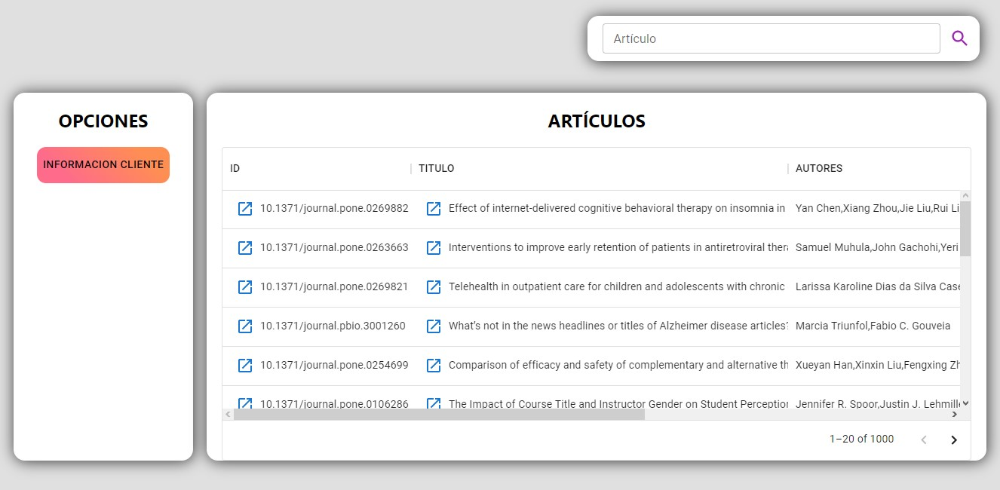 Artículo
OPCIONES
INFORMACION CLIENTE
ARTÍCULOS
ID TITULO AUTORES
10.1371/journal.pone.0269882 Effect of internet-delivered cognitive behavioral therapy on insomnia in Yan Chen,Xiang Zhou,Jie Liu,Rui Li
10.1371/journal.pone.0263663 Interventions to improve early retention of patients in antiretroviral thera Samuel Muhula,John Gachohi,Yeri
10.1371/journal.pone.0269821 Telehealth in outpatient care for children and adolescents with chronic Larissa Karoline Dias da Silva Case
10.1371/journal.pbio.3001260 What's not in the news headlines or titles of Alzheimer disease articles? Marcia Triunfol,Fabio C. Gouveia
10.1371/journal.pone.0254699 Comparison of efficacy and safety of complementary and alternative th Xueyan Han,Xinxin Liu,Fengxing Zh
10.1371/journal.pone.0106286 The Impact of Course Title and Instructor Gender on Student Perception Jennifer R. Spoor,Justin J. Lehmille
1–20 of 1000